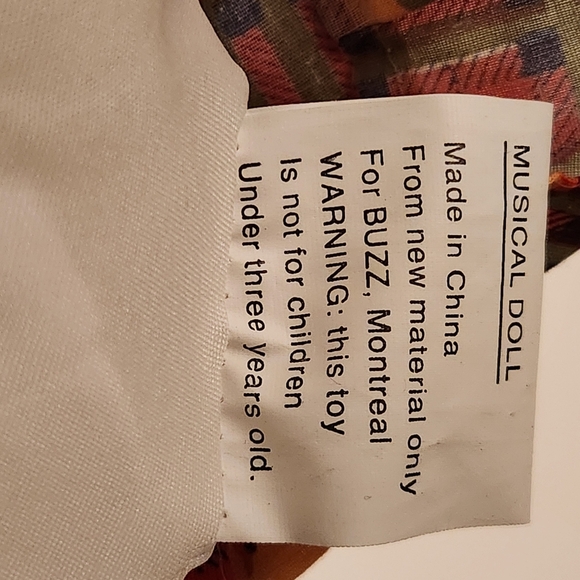 MUSICAL DOLL
Made in China
From new material only
For BUZZ, Montreal
WARNING: this toy
Is not for children
Under three years old.